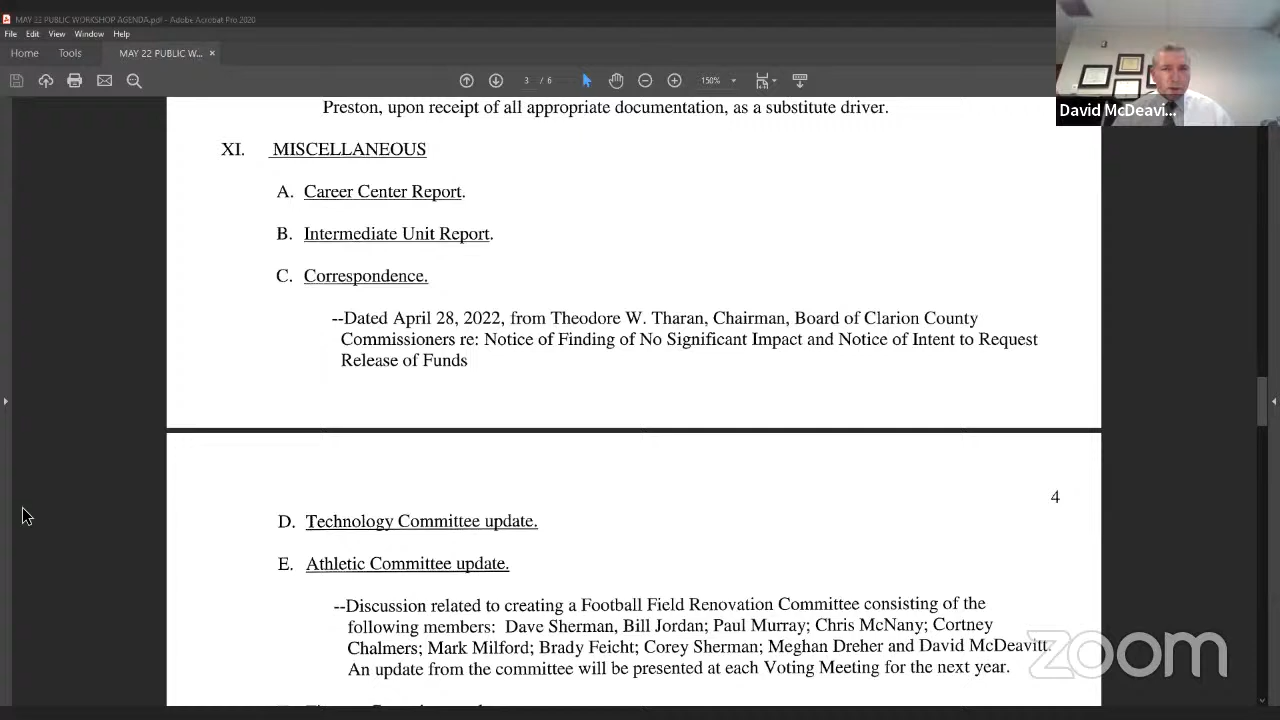 MAY 22 PUBLIC WORKSHOP AGENDA.pdf - Adobe Acrobat Pro 2020
File Edit View Window Help
Home Tools MAY 22 PUBLIC W... ×
3 / 6 150%
David McDeavi...
Preston, upon receipt of all appropriate documentation, as a substitute driver.
XI. MISCELLANEOUS
A. Career Center Report.
B. Intermediate Unit Report.
C. Correspondence.
--Dated April 28, 2022, from Theodore W. Tharan, Chairman, Board of Clarion County
Commissioners re: Notice of Finding of No Significant Impact and Notice of Intent to Request
Release of Funds
4
D. Technology Committee update.
E. Athletic Committee update.
--Discussion related to creating a Football Field Renovation Committee consisting of the
following members: Dave Sherman, Bill Jordan; Paul Murray; Chris McNany; Cortney
Chalmers; Mark Milford; Brady Feicht; Corey Sherman; Meghan Dreher and David McDeavitt.
An update from the committee will be presented at each Voting Meeting for the next year.
zoom